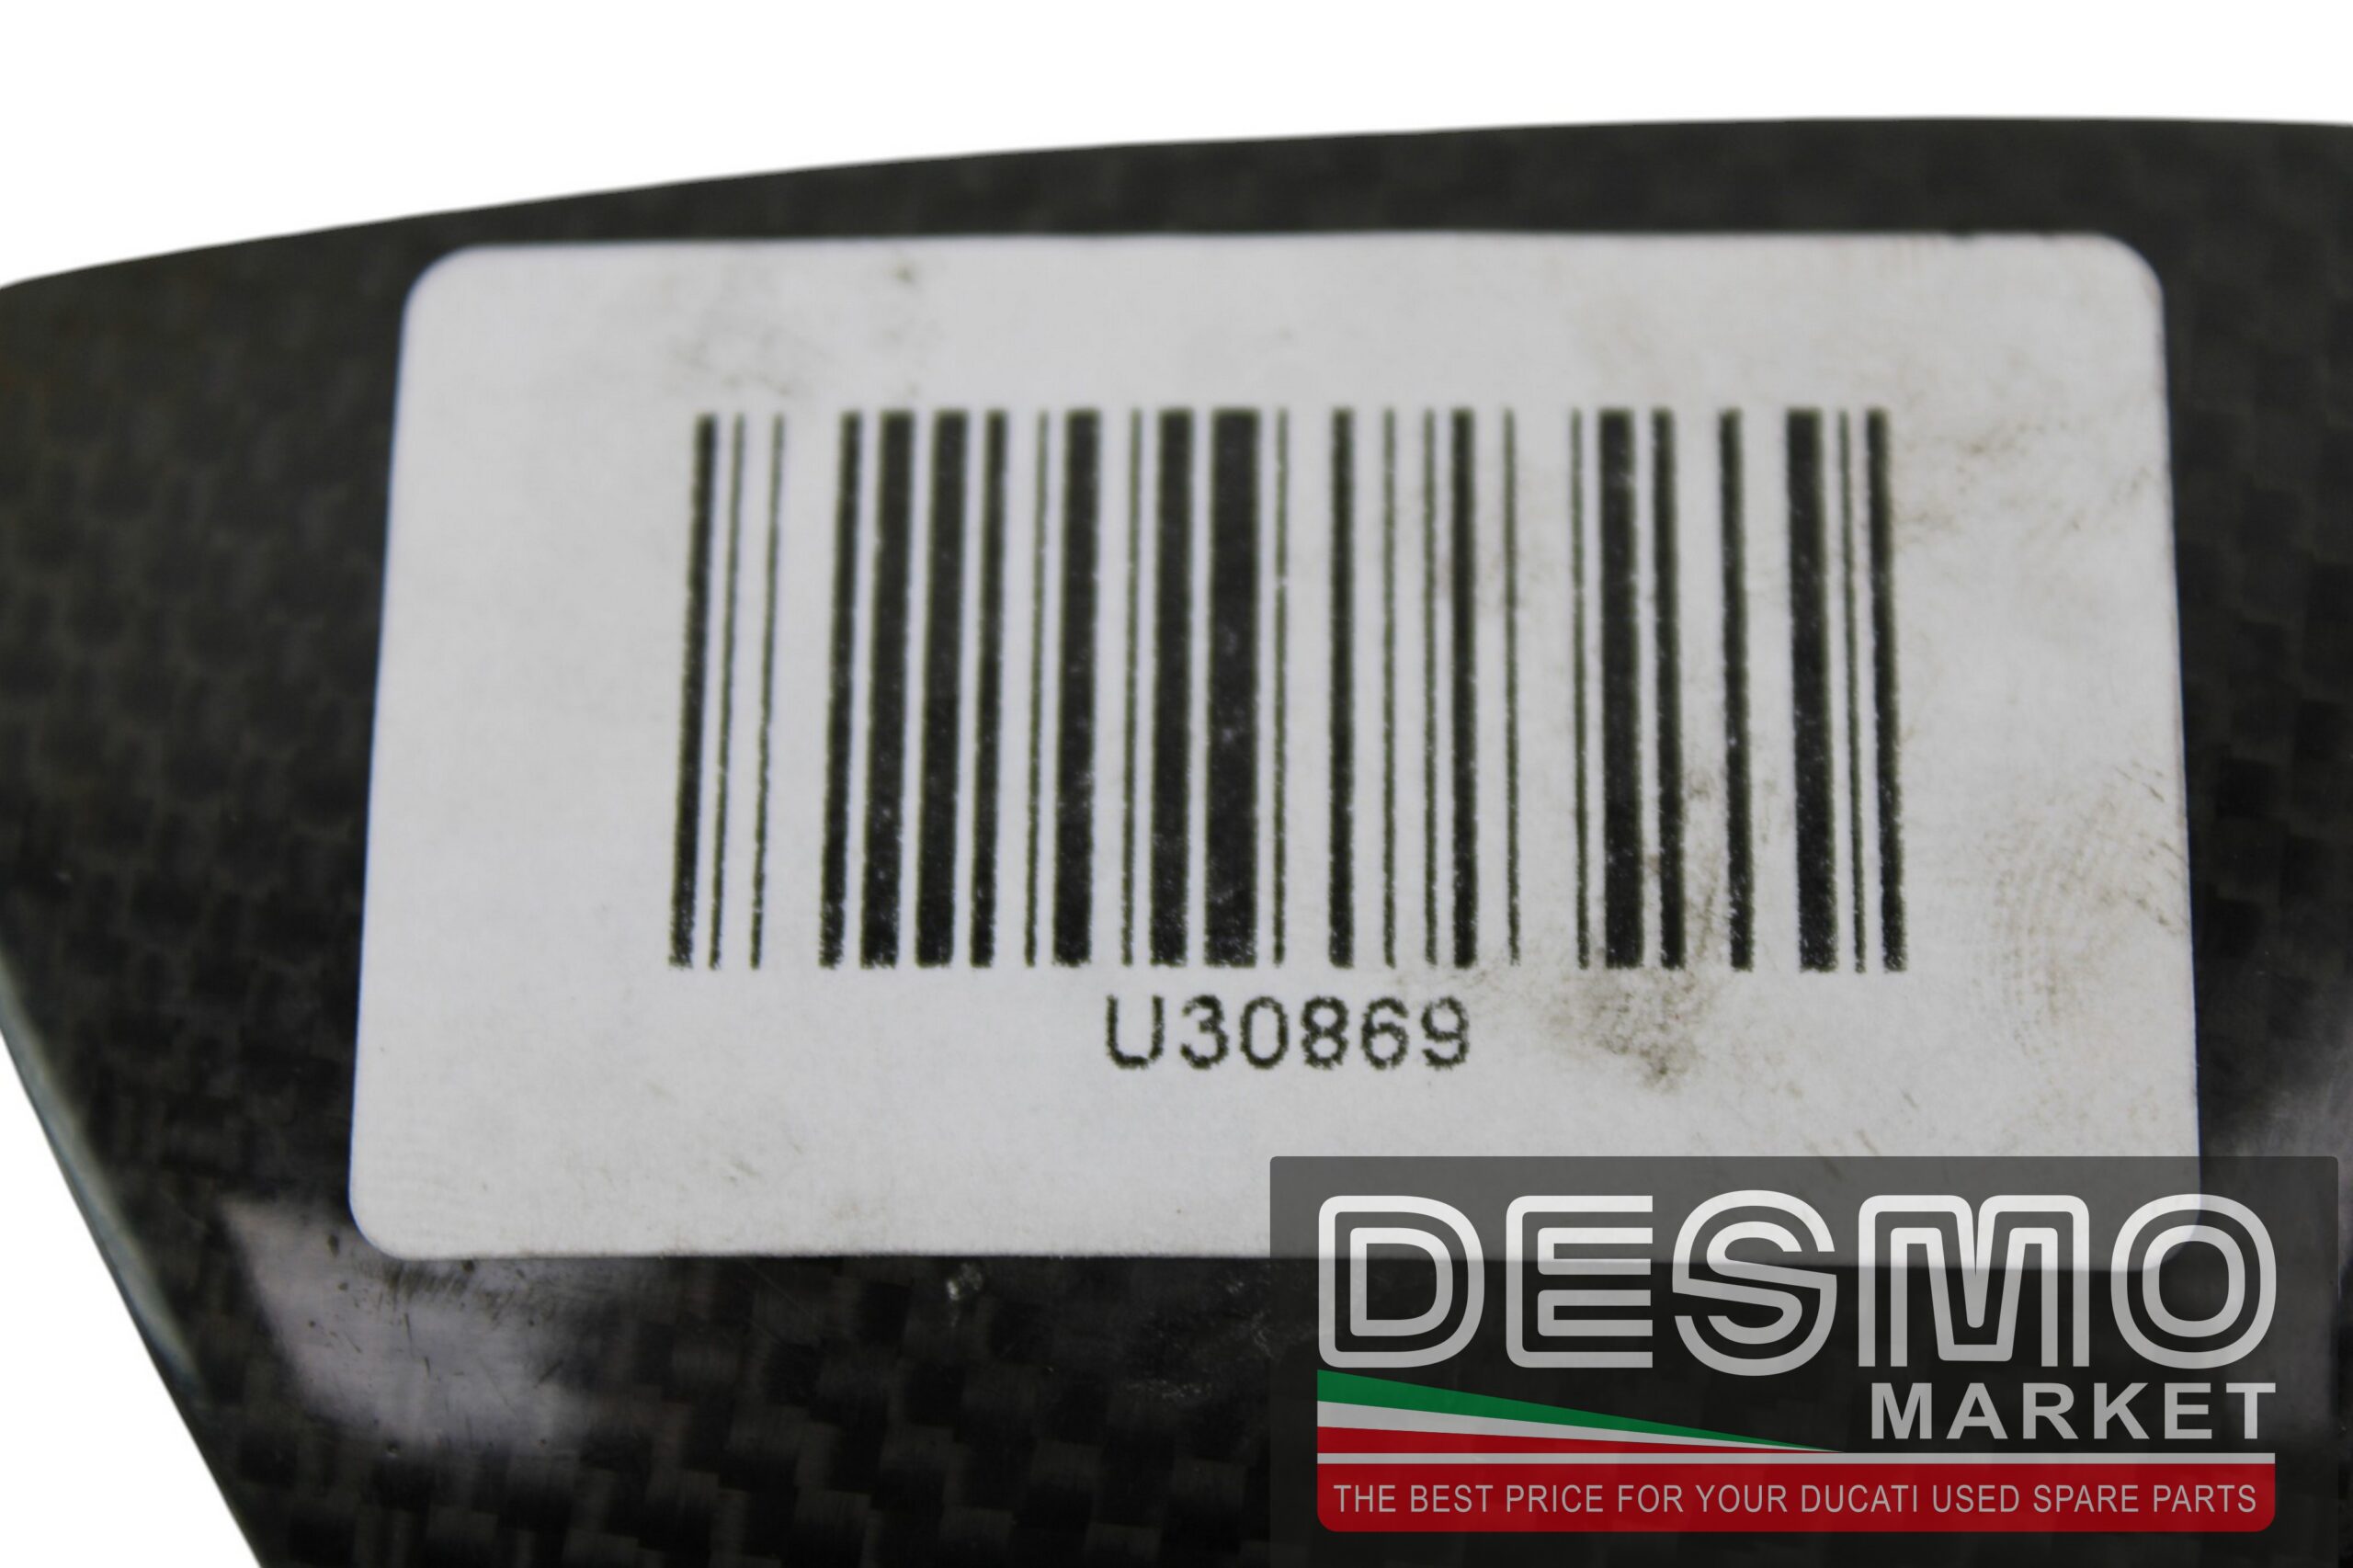 U30869
DESMO
MARKET
THE BEST PRICE FOR YOUR DUCATI USED SPARE PARTS